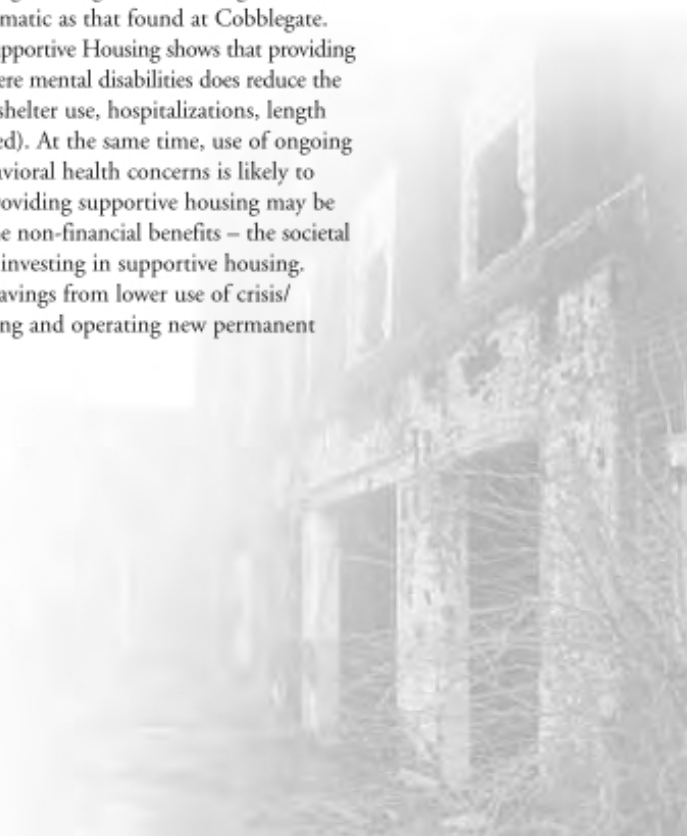 matic as that found at Cobblegate.
pportive Housing shows that providing
ere mental disabilities does reduce the
shelter use, hospitalizations, length
ed). At the same time, use of ongoing
avioral health concerns is likely to
roviding supportive housing may be
e non-financial benefits – the societal
investing in supportive housing.
avings from lower use of crisis/
ng and operating new permanent